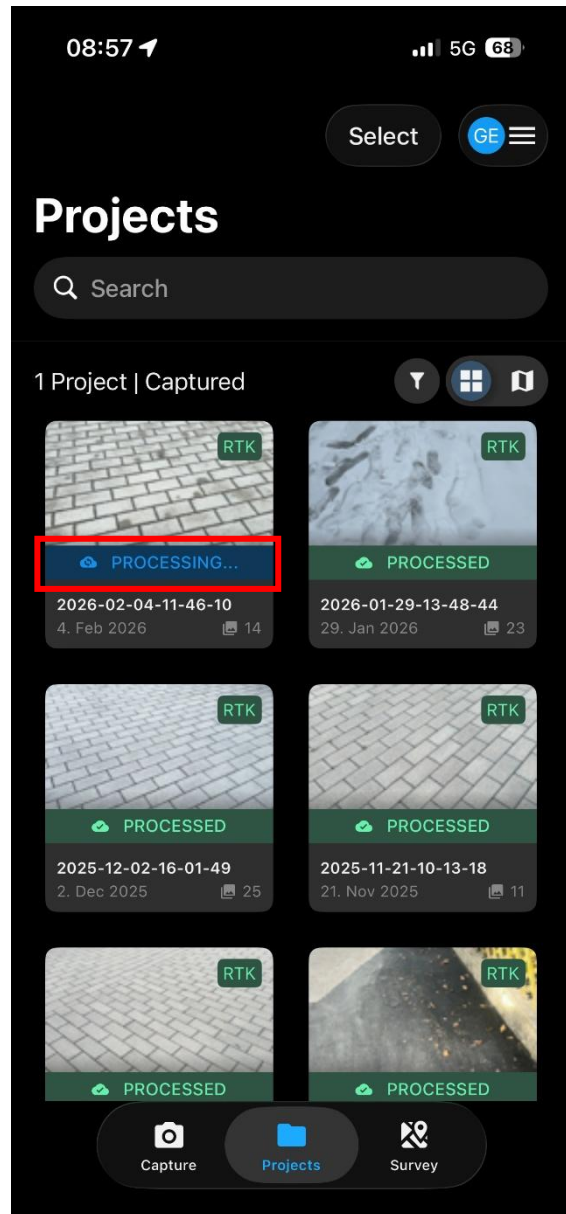 08:57 5G 68
Select GE
Projects
Search
1 Project | Captured
RTK RTK
PROCESSING... PROCESSED
2026-02-04-11-46-10 2026-01-29-13-48-44
4. Feb 2026 14 29. Jan 2026 23
RTK RTK
PROCESSED PROCESSED
2025-12-02-16-01-49 2025-11-21-10-13-18
2. Dec 2025 25 21. Nov 2025 11
RTK RTK
PROCESSED PROCESSED
Capture Projects Survey